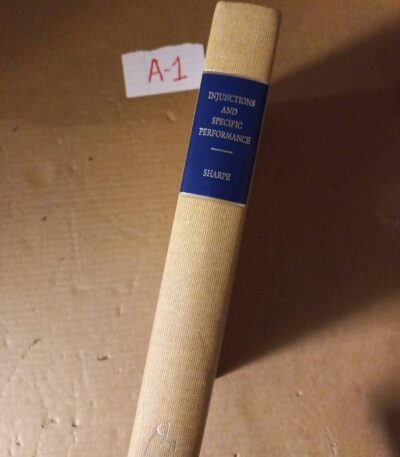 A-1
INJUNCTIONS
AND
SPECIFIC
PERFORMANCE
SHARPE